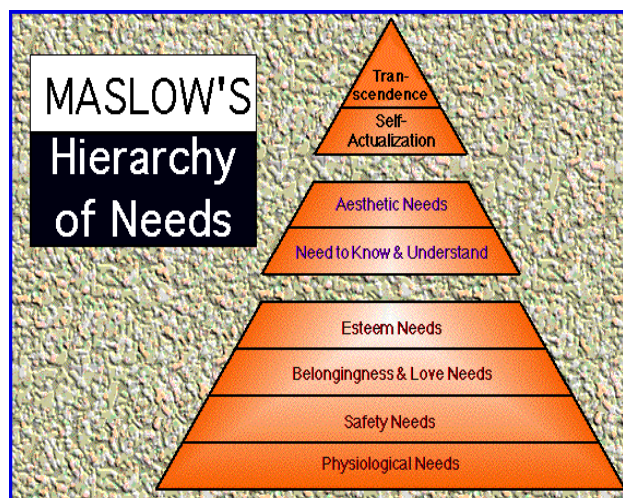 MASLOW'S
Hierarchy
of Needs
Tran-
scendence
Self-
Actualization
Aesthetic Needs
Need to Know & Understand
Esteem Needs
Belongingness & Love Needs
Safety Needs
Physiological Needs